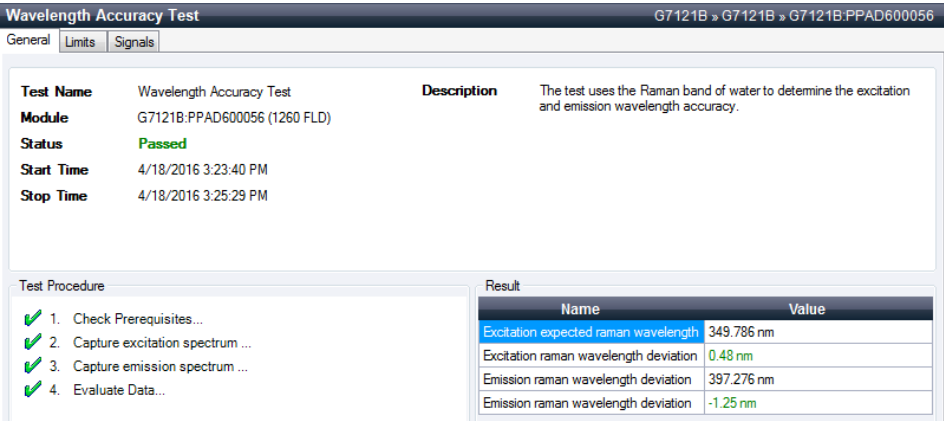 Wavelength Accuracy Test G7121B » G7121B » G7121B:PPAD600056
General Limits Signals
Test Name Wavelength Accuracy Test Description The test uses the Raman band of water to detemine the excitation
and emission wavelength accuracy.
Module G7121B:PPAD600056 (1260 FLD)
Status Passed
Start Time 4/18/2016 3:23:40 PM
Stop Time 4/18/2016 3:25:29 PM
Test Procedure
1. Check Prerequisites...
2. Capture excitation spectrum ...
3. Capture emission spectrum ...
4. Evaluate Data...
Result
Name Value
Excitation expected raman wavelength 349.786 nm
Excitation raman wavelength deviation 0.48 nm
Emission raman wavelength deviation 397.276 nm
Emission raman wavelength deviation -1.25 nm